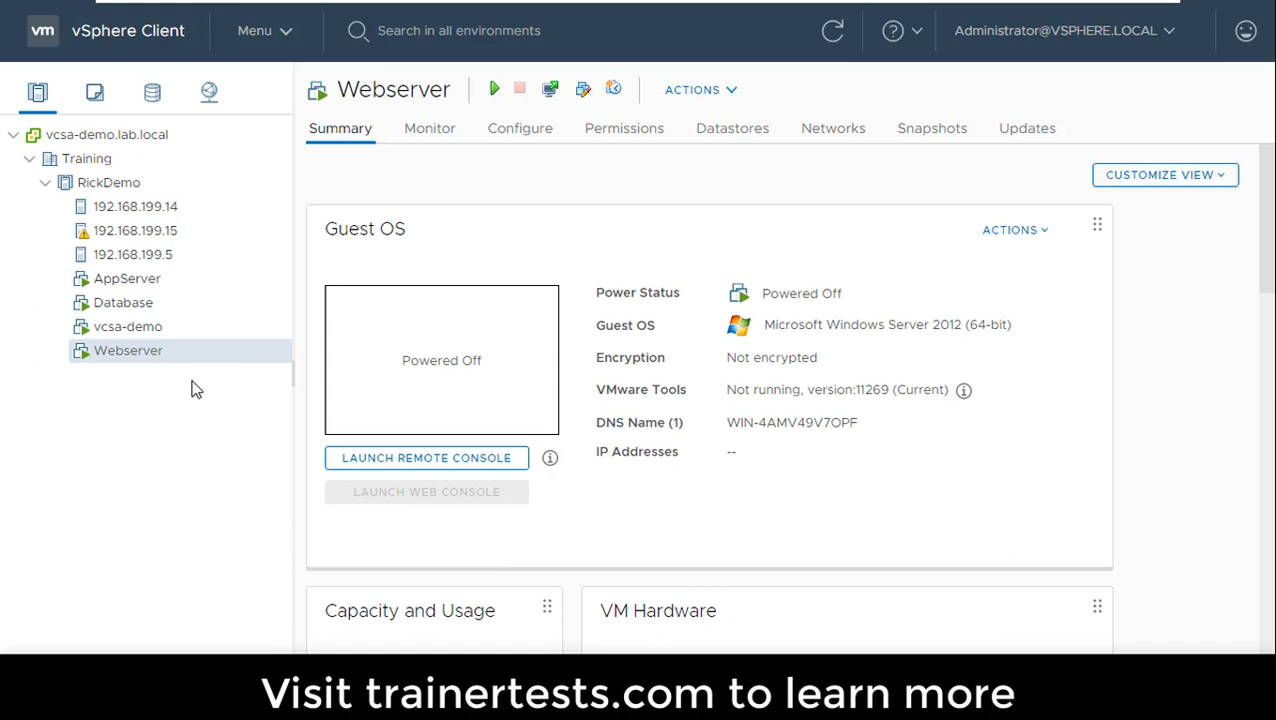 vm vSphere Client Menu Search in all environments Administrator@VSPHERE.LOCAL
Webserver ACTIONS
Summary Monitor Configure Permissions Datastores Networks Snapshots Updates
vcsa-demo.lab.local
Training
RickDemo
192.168.199.14
192.168.199.15
192.168.199.5
AppServer
Database
vcsa-demo
Webserver
CUSTOMIZE VIEW
Guest OS ACTIONS
Powered Off
LAUNCH REMOTE CONSOLE
LAUNCH WEB CONSOLE
Power Status Powered Off
Guest OS Microsoft Windows Server 2012 (64-bit)
Encryption Not encrypted
VMware Tools Not running, version:11269 (Current)
DNS Name (1) WIN-4AMV49V7OPF
IP Addresses --
Capacity and Usage
VM Hardware
Visit trainertests.com to learn more